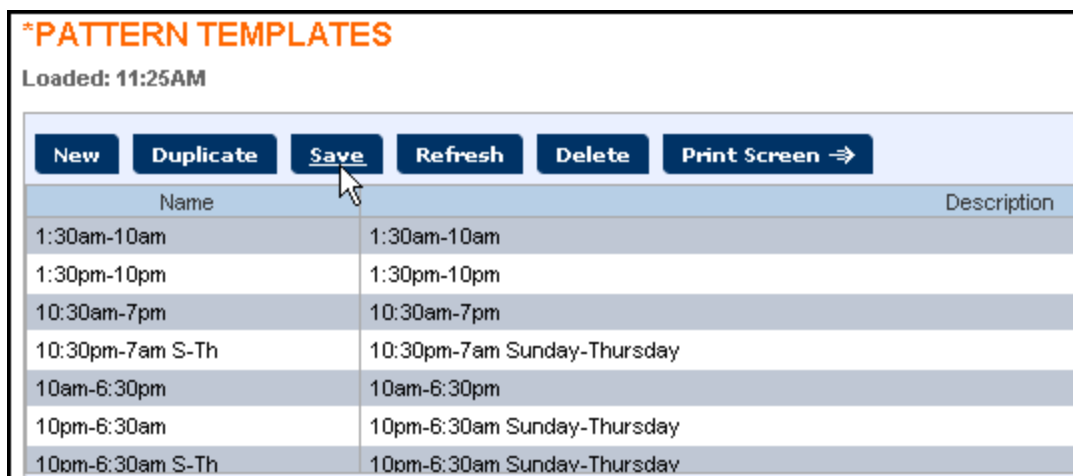 *PATTERN TEMPLATES
Loaded: 11:25AM
New Duplicate Save Refresh Delete Print Screen
Name Description
1:30am-10am 1:30am-10am
1:30pm-10pm 1:30pm-10pm
10:30am-7pm 10:30am-7pm
10:30pm-7am S-Th 10:30pm-7am Sunday-Thursday
10am-6:30pm 10am-6:30pm
10pm-6:30am 10pm-6:30am Sunday-Thursday
10pm-6:30am S-Th 10pm-6:30am Sunday-Thursday